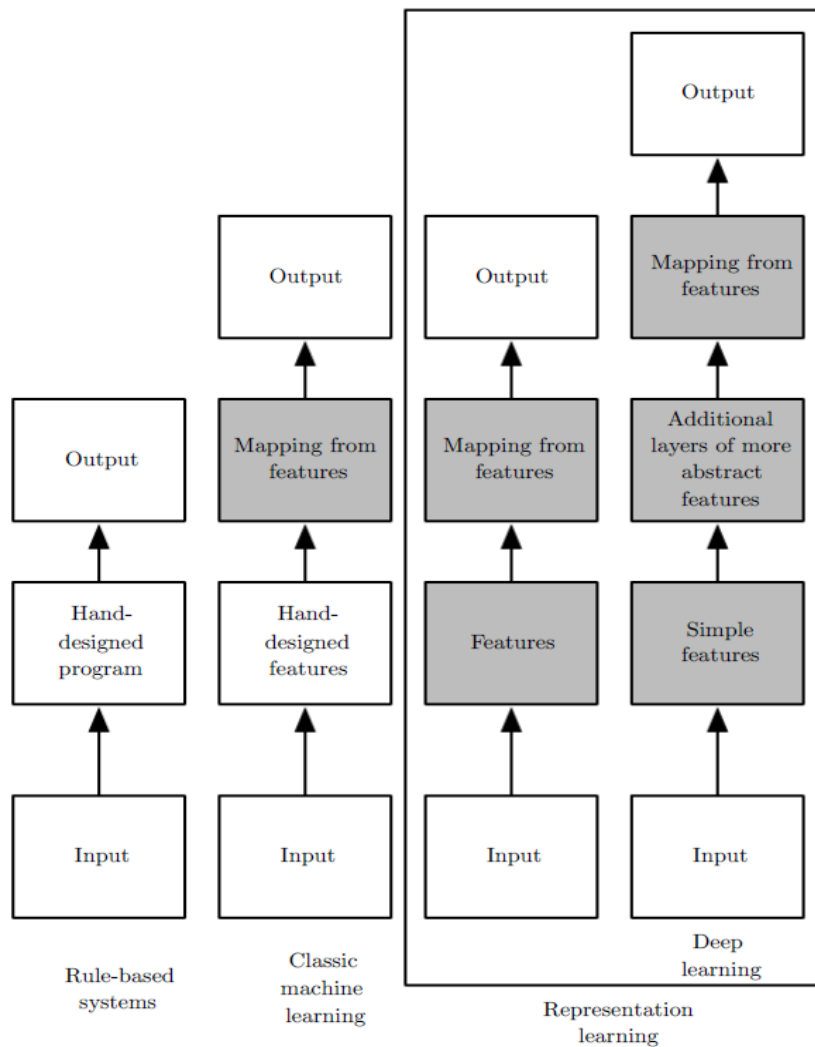 Output
Mapping from
features
Output
Output
Additional
layers of more
abstract
features
Mapping from
features
Mapping from
features
Output
Hand-
designed
program
Hand-
designed
features
Features
Simple
features
Input
Input
Input
Input
Rule-based
systems
Classic
machine
learning
Deep
learning
Representation
learning